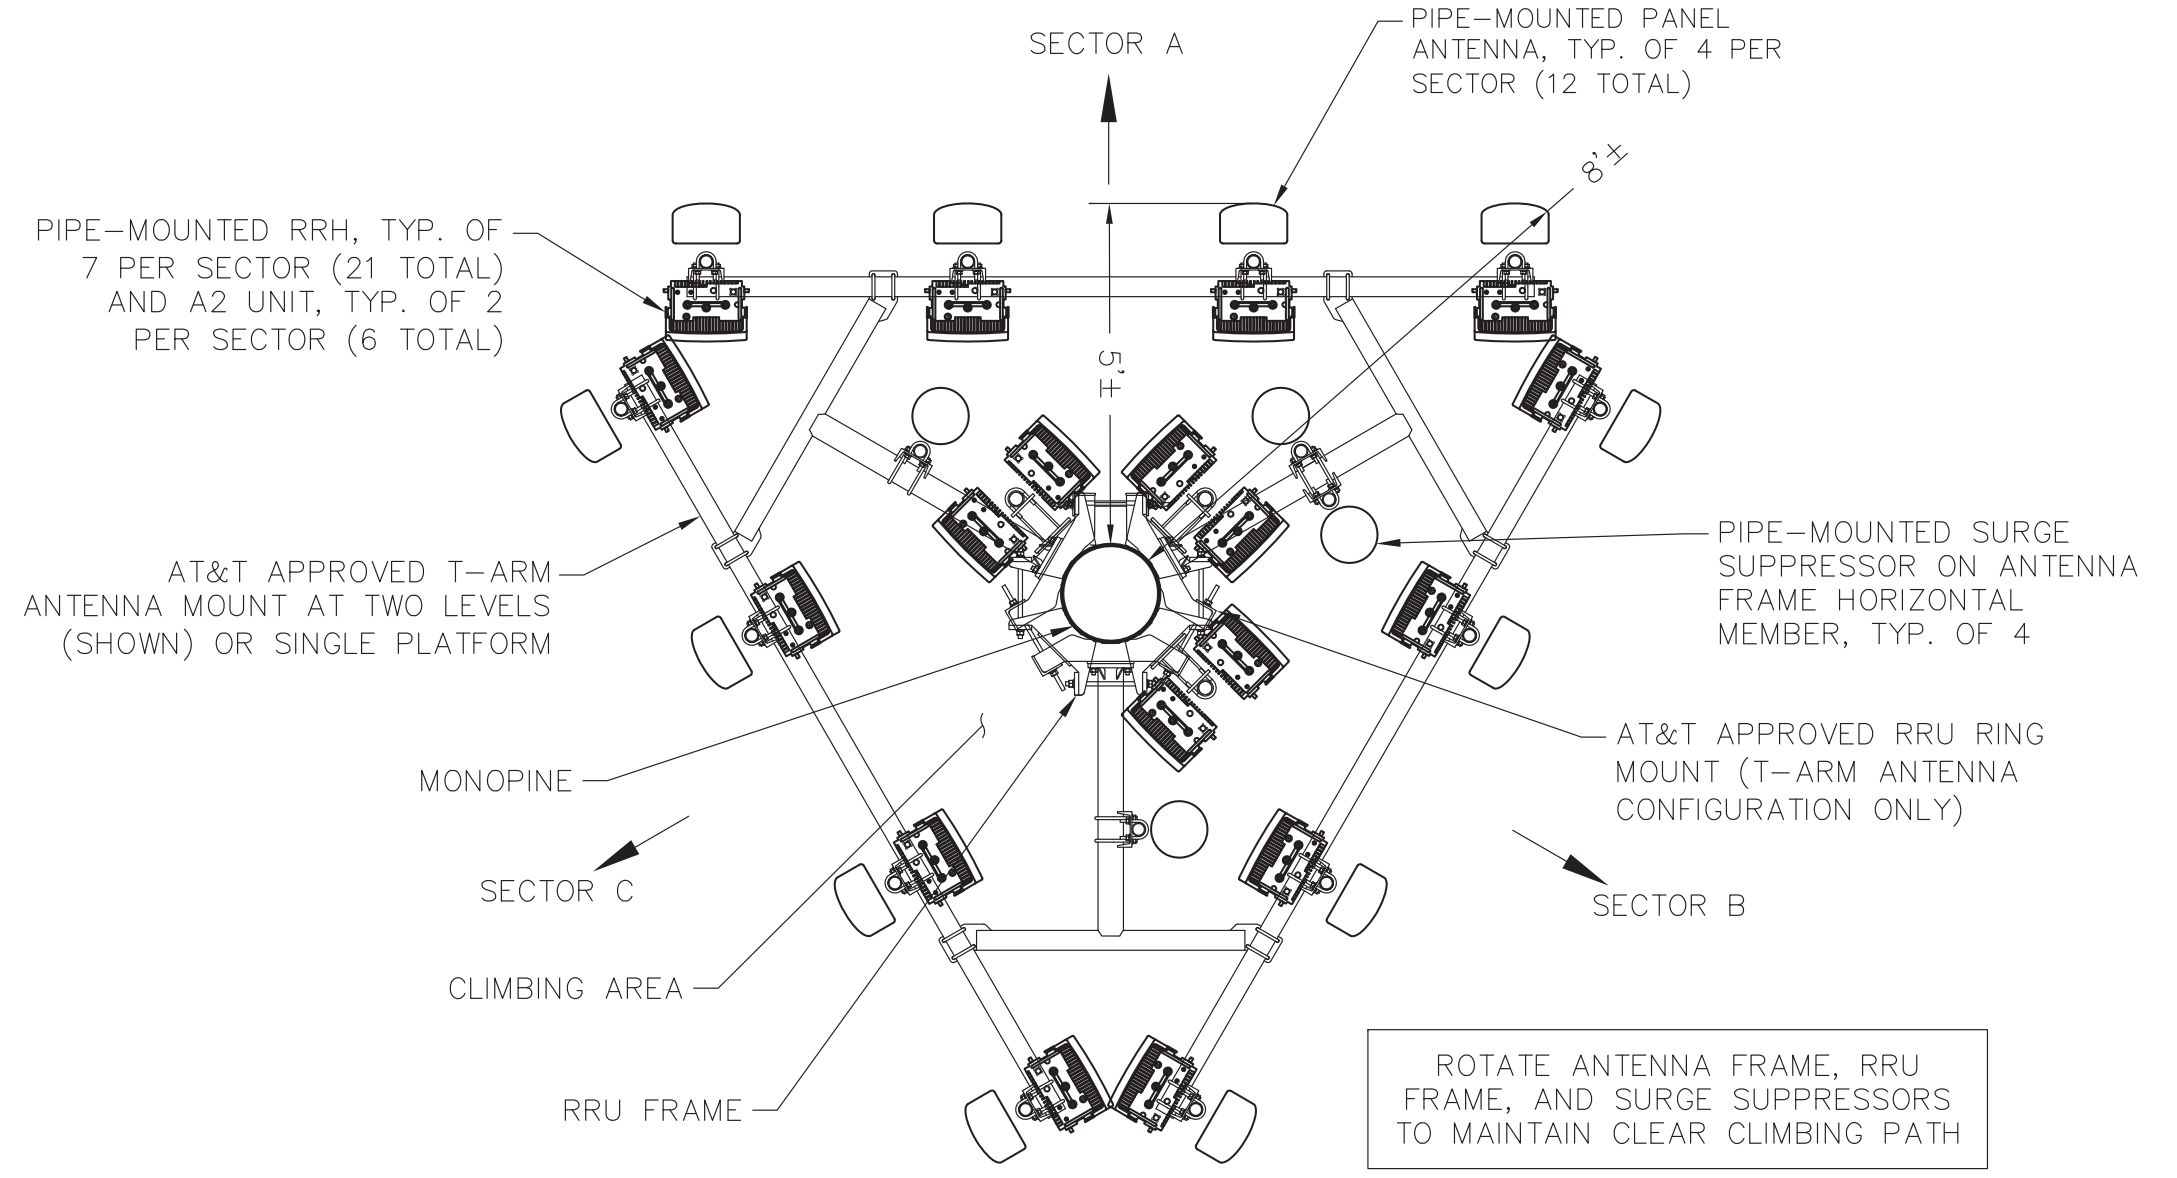 SECTOR A
PIPE-MOUNTED PANEL
ANTENNA, TYP. OF 4 PER
SECTOR (12 TOTAL)
8'±
PIPE-MOUNTED RRH, TYP. OF
7 PER SECTOR (21 TOTAL)
AND A2 UNIT, TYP. OF 2
PER SECTOR (6 TOTAL)
5'±
AT&T APPROVED T-ARM
ANTENNA MOUNT AT TWO LEVELS
(SHOWN) OR SINGLE PLATFORM
PIPE-MOUNTED SURGE
SUPPRESSOR ON ANTENNA
FRAME HORIZONTAL
MEMBER, TYP. OF 4
MONOPINE
AT&T APPROVED RRU RING
MOUNT (T-ARM ANTENNA
CONFIGURATION ONLY)
SECTOR C
SECTOR B
CLIMBING AREA
RRU FRAME
ROTATE ANTENNA FRAME, RRU
FRAME, AND SURGE SUPPRESSORS
TO MAINTAIN CLEAR CLIMBING PATH